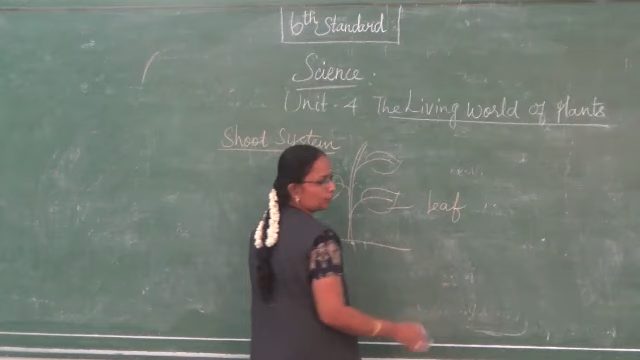 6th Standard
Science.
Unit. 4 The Living World of Plants
Shoot System
leaf